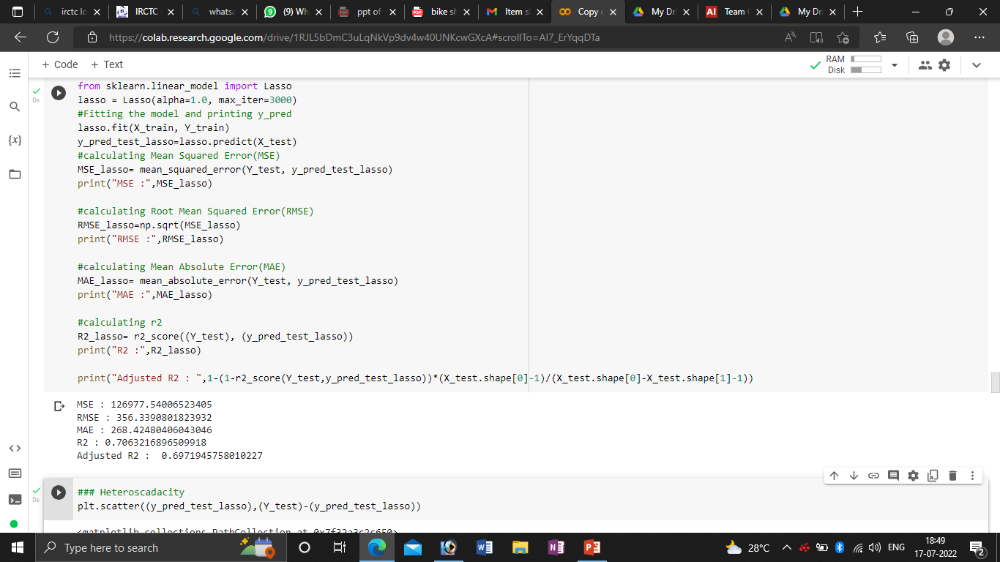 irctc lo
IRCTC
whatsa
(9) Wh
ppt of
bike sh
Item s
Copy
My Dr
Team
My Dr
https://colab.research.google.com/drive/1RJL5bDmC3uLqNkVp9dv4w40UNKcwGXcA#scrollTo=AI7_ErYqqDTa
+ Code + Text
RAM
Disk
from sklearn.linear_model import Lasso
0s
lasso = Lasso(alpha=1.0, max_iter=3000)
#Fitting the model and printing y_pred
lasso.fit(X_train, Y_train)
{x}
y_pred_test_lasso=lasso.predict(X_test)
#calculating Mean Squared Error(MSE)
MSE_lasso= mean_squared_error(Y_test, y_pred_test_lasso)
print("MSE :",MSE_lasso)
#calculating Root Mean Squared Error(RMSE)
RMSE_lasso=np.sqrt(MSE_lasso)
print("RMSE :",RMSE_lasso)
#calculating Mean Absolute Error(MAE)
MAE_lasso= mean_absolute_error(Y_test, y_pred_test_lasso)
print("MAE :",MAE_lasso)
#calculating r2
R2_lasso= r2_score((Y_test), (y_pred_test_lasso))
print("R2 :",R2_lasso)
print("Adjusted R2 : ",1-(1-r2_score(Y_test,y_pred_test_lasso))*(X_test.shape[0]-1)/(X_test.shape[0]-X_test.shape[1]-1))
MSE : 126977.54006523405
RMSE : 356.3390801823932
MAE : 268.42480406043046
R2 : 0.7063216896509918
Adjusted R2 :  0.6971945758010227
### Heteroscadacity
0s
plt.scatter((y_pred_test_lasso),(Y_test)-(y_pred_test_lasso))
<matplotlib.collections.PathCollection at 0x7f32a3c2c650>
Type here to search
28°C
ENG
18:49
17-07-2022
2